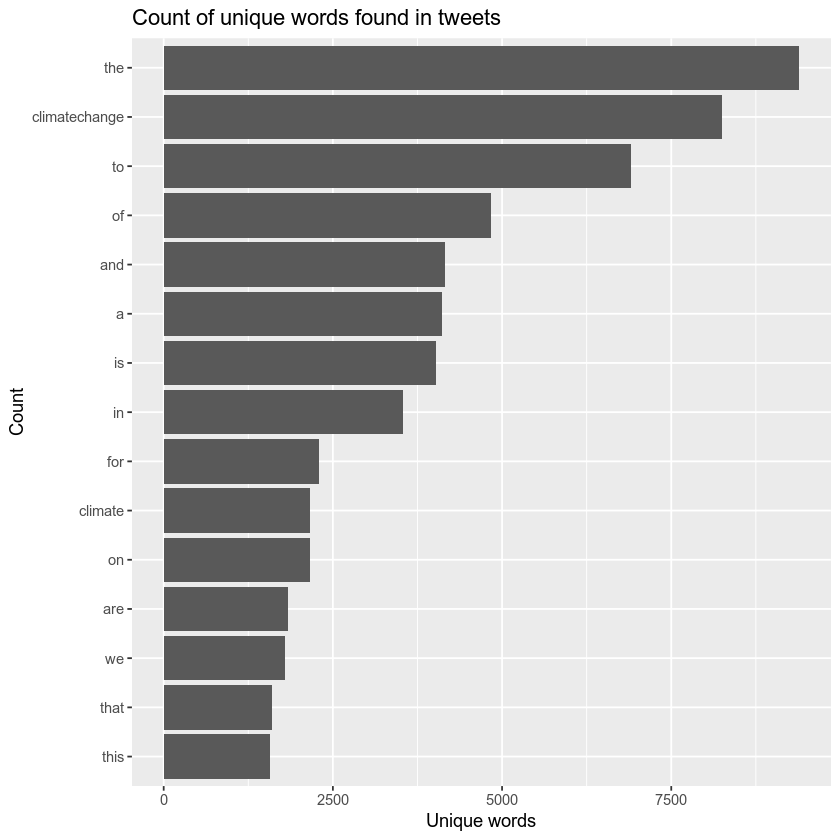 Count of unique words found in tweets
the
climatechange
to
of
and
a
is
in
for
climate
on
are
we
that
this
Count
0 2500 5000 7500
Unique words